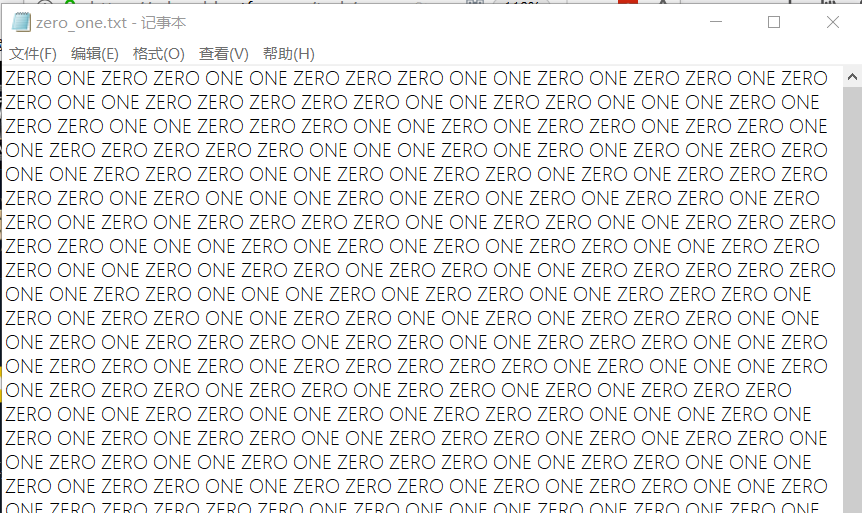 zero_one.txt - 记事本
文件(F) 编辑(E) 格式(O) 查看(V) 帮助(H)
ZERO ONE ZERO ZERO ONE ONE ZERO ZERO ZERO ONE ONE ZERO ONE ZERO ZERO ONE ZERO
ZERO ONE ONE ZERO ZERO ZERO ZERO ZERO ONE ONE ZERO ZERO ONE ONE ONE ZERO ONE
ZERO ZERO ONE ONE ZERO ZERO ZERO ONE ONE ZERO ONE ZERO ZERO ONE ZERO ZERO ONE
ONE ZERO ZERO ZERO ZERO ZERO ONE ONE ONE ZERO ONE ZERO ONE ZERO ONE ZERO ZERO
ONE ONE ZERO ZERO ZERO ONE ONE ZERO ONE ZERO ONE ONE ZERO ZERO ZERO ZERO
ZERO ZERO ONE ZERO ONE ONE ONE ZERO ZERO ONE ZERO ONE ZERO ZERO ONE ZERO
ZERO ONE ZERO ONE ZERO ZERO ZERO ZERO ONE ONE ZERO ZERO ONE ONE ZERO ZERO ZERO
ZERO ZERO ONE ONE ONE ZERO ONE ZERO ONE ZERO ONE ZERO ZERO ONE ONE ZERO ZERO
ZERO ONE ONE ZERO ONE ZERO ZERO ONE ZERO ZERO ONE ONE ZERO ZERO ZERO ZERO ZERO
ONE ONE ZERO ZERO ONE ONE ONE ZERO ZERO ZERO ONE ONE ZERO ZERO ZERO ONE
ZERO ONE ZERO ONE ONE ZERO ZERO ZERO ONE ONE ZERO ONE ZERO ZERO ZERO ONE ONE
ONE ZERO ZERO ONE ZERO ZERO ONE ZERO ONE ONE ZERO ZERO ZERO ZERO ONE ONE
ONE ZERO ZERO ONE ZERO ONE ZERO ZERO ZERO ZERO ONE ZERO ONE ONE ONE ZERO
ONE ZERO ZERO ZERO ONE ZERO ZERO ONE ZERO ZERO ONE ZERO ONE ZERO ZERO ZERO
ZERO ONE ONE ZERO ZERO ONE ONE ZERO ONE ZERO ZERO ZERO ONE ONE ONE ZERO ONE
ZERO ONE ZERO ONE ZERO ZERO ONE ONE ZERO ZERO ZERO ONE ZERO ONE ZERO ZERO ONE
ONE ZERO ZERO ONE ONE ZERO ZERO ONE ZERO ZERO ZERO ONE ZERO ONE ONE ONE
ZERO ONE ZERO ONE ZERO ONE ZERO ONE ZERO ONE ZERO ZERO ONE ZERO ONE ONE ZERO